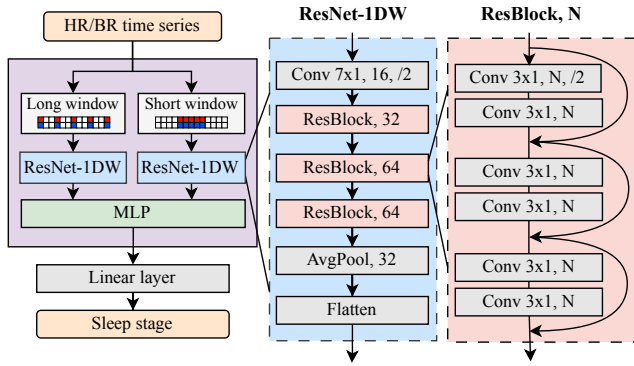 HR/BR time series
Long window
Short window
ResNet-1DW
ResNet-1DW
MLP
Linear layer
Sleep stage
ResNet-1DW
Conv 7x1, 16, /2
ResBlock, 32
ResBlock, 64
ResBlock, 64
AvgPool, 32
Flatten
ResBlock, N
Conv 3x1, N, /2
Conv 3x1, N
Conv 3x1, N
Conv 3x1, N
Conv 3x1, N
Conv 3x1, N